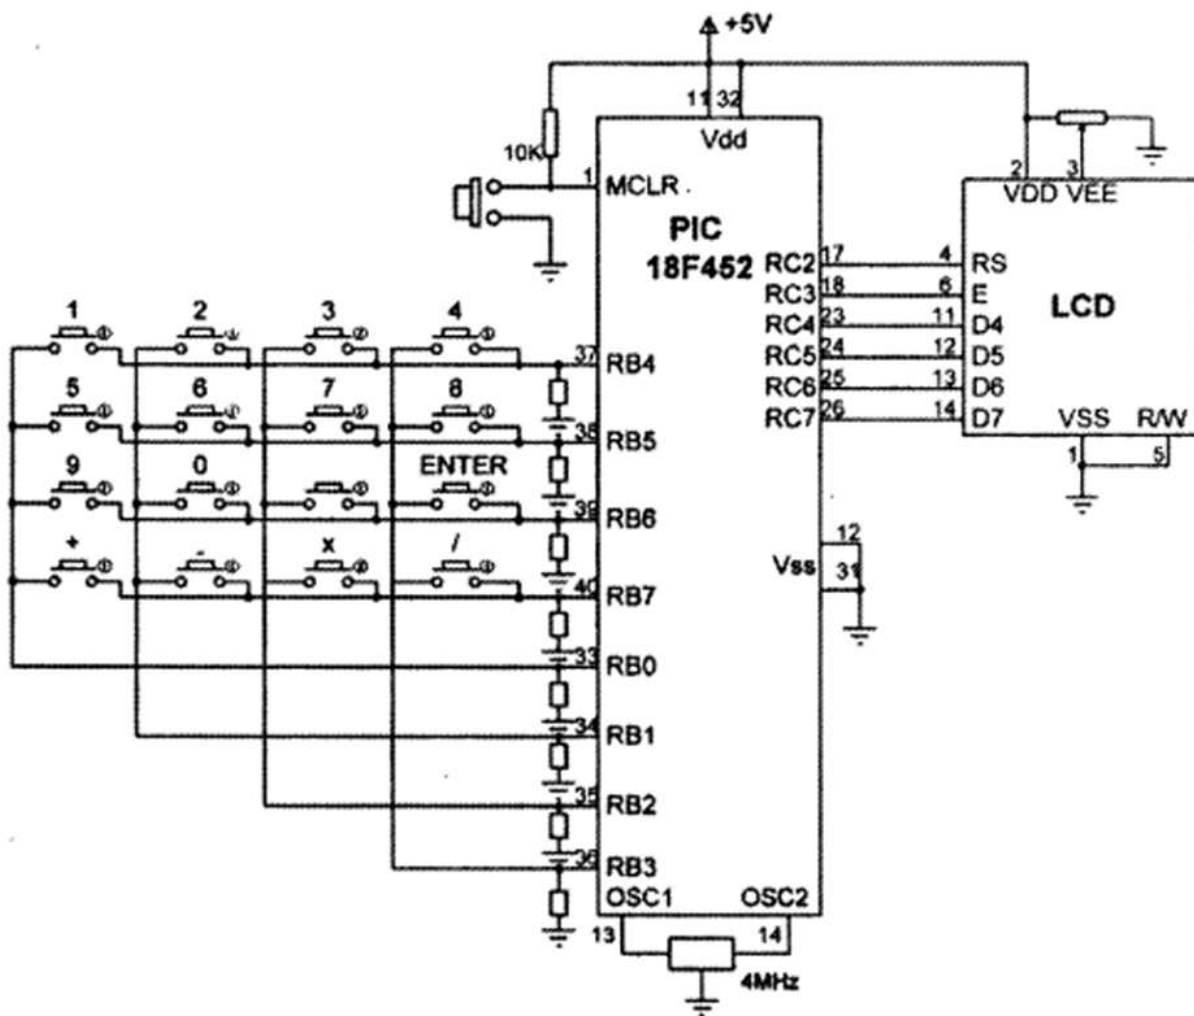 +5V
11 32
Vdd
10K
1 MCLR
2 3
VDD VEE
PIC
18F452
RC2 17 4 RS
RC3 18 6 E
LCD
RC4 23 11 D4
RC5 24 12 D5
RC6 25 13 D6
RC7 26 14 D7
VSS R/W
1 5
1 2 3 4
37 RB4
5 6 7 8
38 RB5
9 0 ENTER
39 RB6
+ - x /
40 RB7
12
Vss 31
33 RB0
34 RB1
35 RB2
36 RB3
OSC1 OSC2
13 14
4MHz